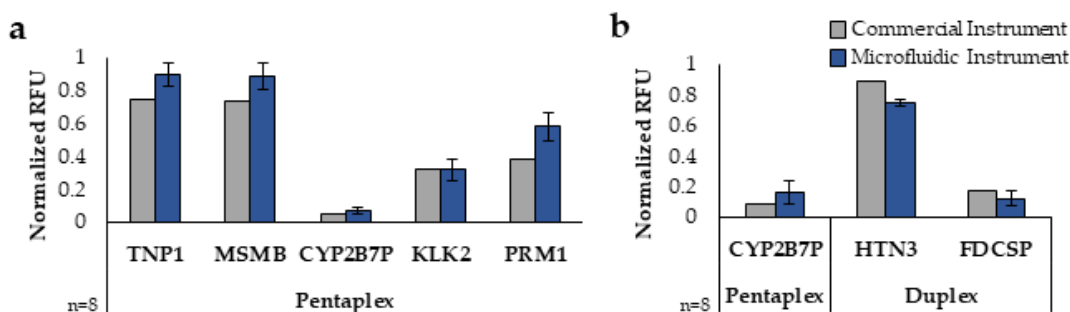 a
Normalized RFU
1
0.8
0.6
0.4
0.2
0
TNP1 MSMB CYP2B7P KLK2 PRM1
n=8 Pentaplex
b
Commercial Instrument
Microfluidic Instrument
Normalized RFU
1
0.8
0.6
0.4
0.2
0
CYP2B7P HTN3 FDCSP
n=8 Pentaplex Duplex